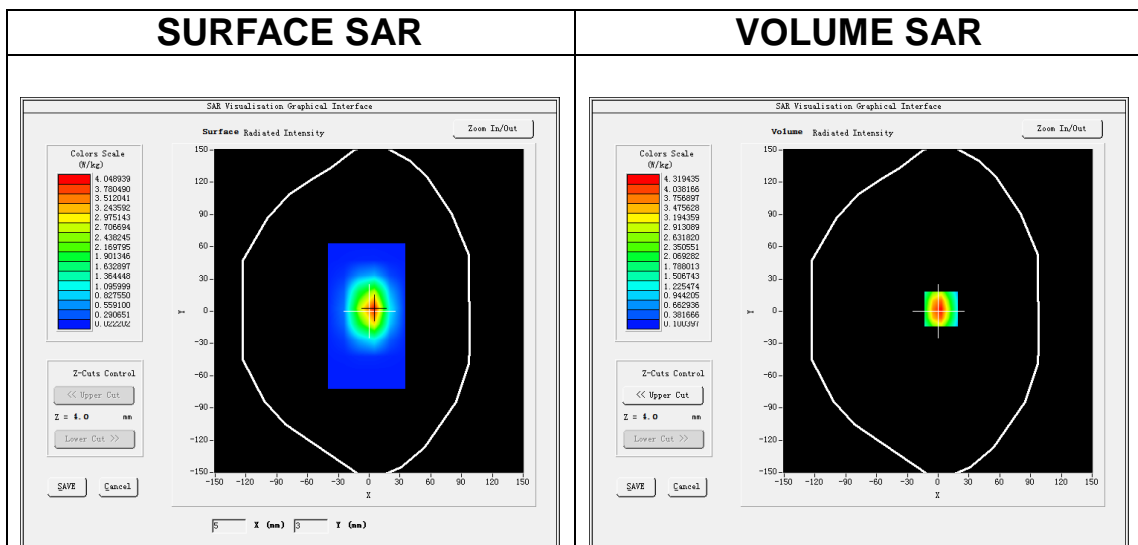 SURFACE SAR
VOLUME SAR
SAR Visualisation Graphical Interface
Surface Radiated Intensity
Zoom In/Out
Colors Scale
(W/kg)
4.048939
3.780490
3.512041
3.243592
2.975143
2.706694
2.438245
2.169795
1.901346
1.632897
1.364448
1.095999
0.827550
0.559100
0.290651
0.022202
150
120
90
60
30
0
-30
-60
-90
-120
-150
Y
-150 -120 -90 -60 -30 0 30 60 90 120 150
X
Z-Cuts Control
<< Upper Cut
Z = 4.0 mm
Lower Cut >>
SAVE Cancel
5 X (mm) 3 Y (mm)
SAR Visualisation Graphical Interface
Volume Radiated Intensity
Zoom In/Out
Colors Scale
(W/kg)
4.319435
4.038166
3.756897
3.475628
3.194359
2.913089
2.631820
2.350551
2.069282
1.788013
1.506743
1.225474
0.944205
0.662936
0.381666
0.100397
150
120
90
60
30
0
-30
-60
-90
-120
-150
Y
-150 -120 -90 -60 -30 0 30 60 90 120 150
X
Z-Cuts Control
<< Upper Cut
Z = 4.0 mm
Lower Cut >>
SAVE Cancel